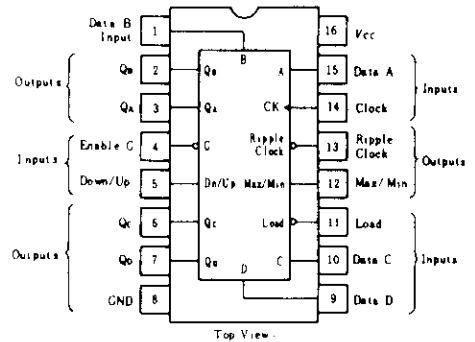 Data B
Input
1
16
Vcc
Outputs
QB
2
QB
B
A
15
Data A
Inputs
QA
3
QA
CK
14
Clock
Inputs
Enable G
4
G
Ripple
Clock
13
Ripple
Clock
Outputs
Down/Up
5
Dn/Up
Max/Min
12
Max/Min
Outputs
QC
6
QC
Load
11
Load
Inputs
QD
7
C
10
Data C
GND
8
D
9
Data D
Top View